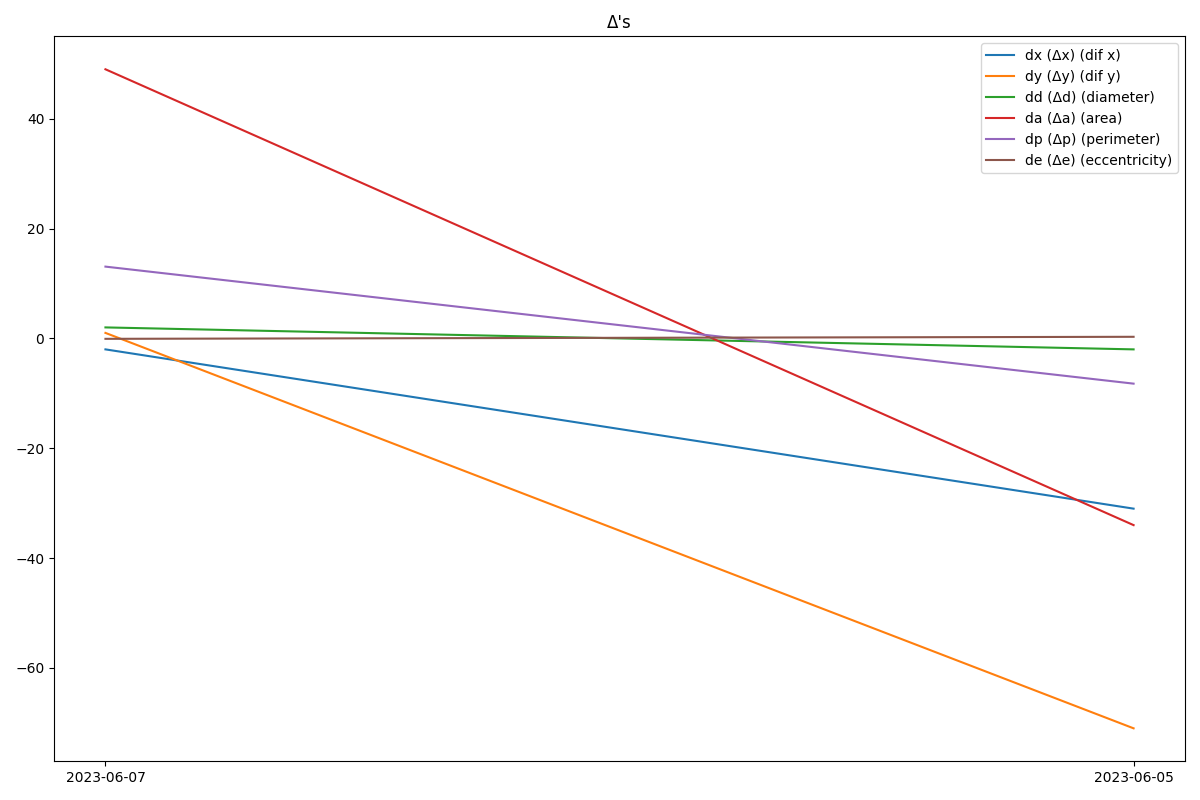 Δ's
dx (Δx) (dif x)
dy (Δy) (dif y)
dd (Δd) (diameter)
da (Δa) (area)
dp (Δp) (perimeter)
de (Δe) (eccentricity)
40
20
0
−20
−40
−60
2023-06-07
2023-06-05